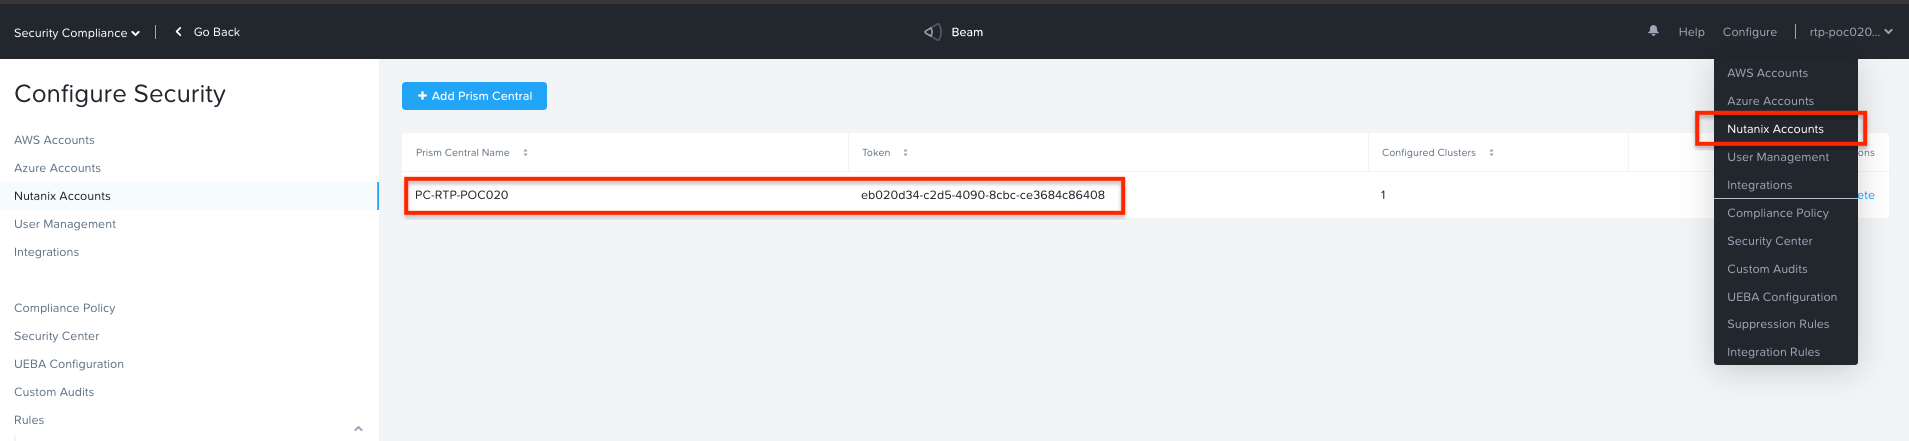 Security Compliance
Go Back
Beam
Help
Configure
rtp-poc020...
Configure Security
AWS Accounts
Azure Accounts
Nutanix Accounts
User Management
Integrations
Compliance Policy
Security Center
UEBA Configuration
Custom Audits
Rules
+ Add Prism Central
Prism Central Name
Token
Configured Clusters
ons
PC-RTP-POC020
eb020d34-c2d5-4090-8cbc-ce3684c86408
1
ete
AWS Accounts
Azure Accounts
Nutanix Accounts
User Management
Integrations
Compliance Policy
Security Center
Custom Audits
UEBA Configuration
Suppression Rules
Integration Rules